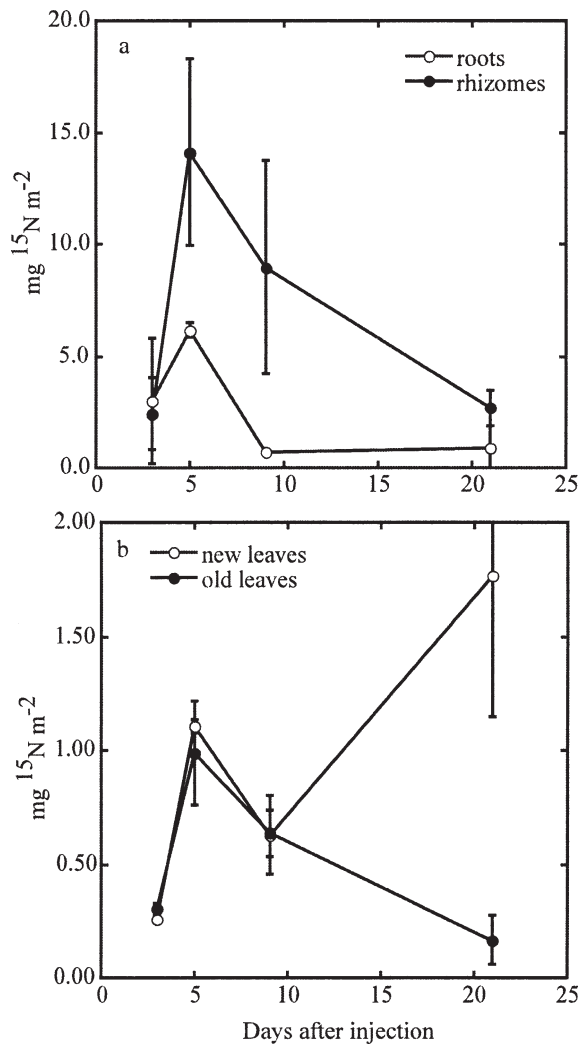 20.0
a
roots
rhizomes
15.0
10.0
5.0
0.0
mg ¹⁵N m⁻²
0 5 10 15 20 25
2.00
b
new leaves
old leaves
1.50
1.00
0.50
0.00
mg ¹⁵N m⁻²
0 5 10 15 20 25
Days after injection